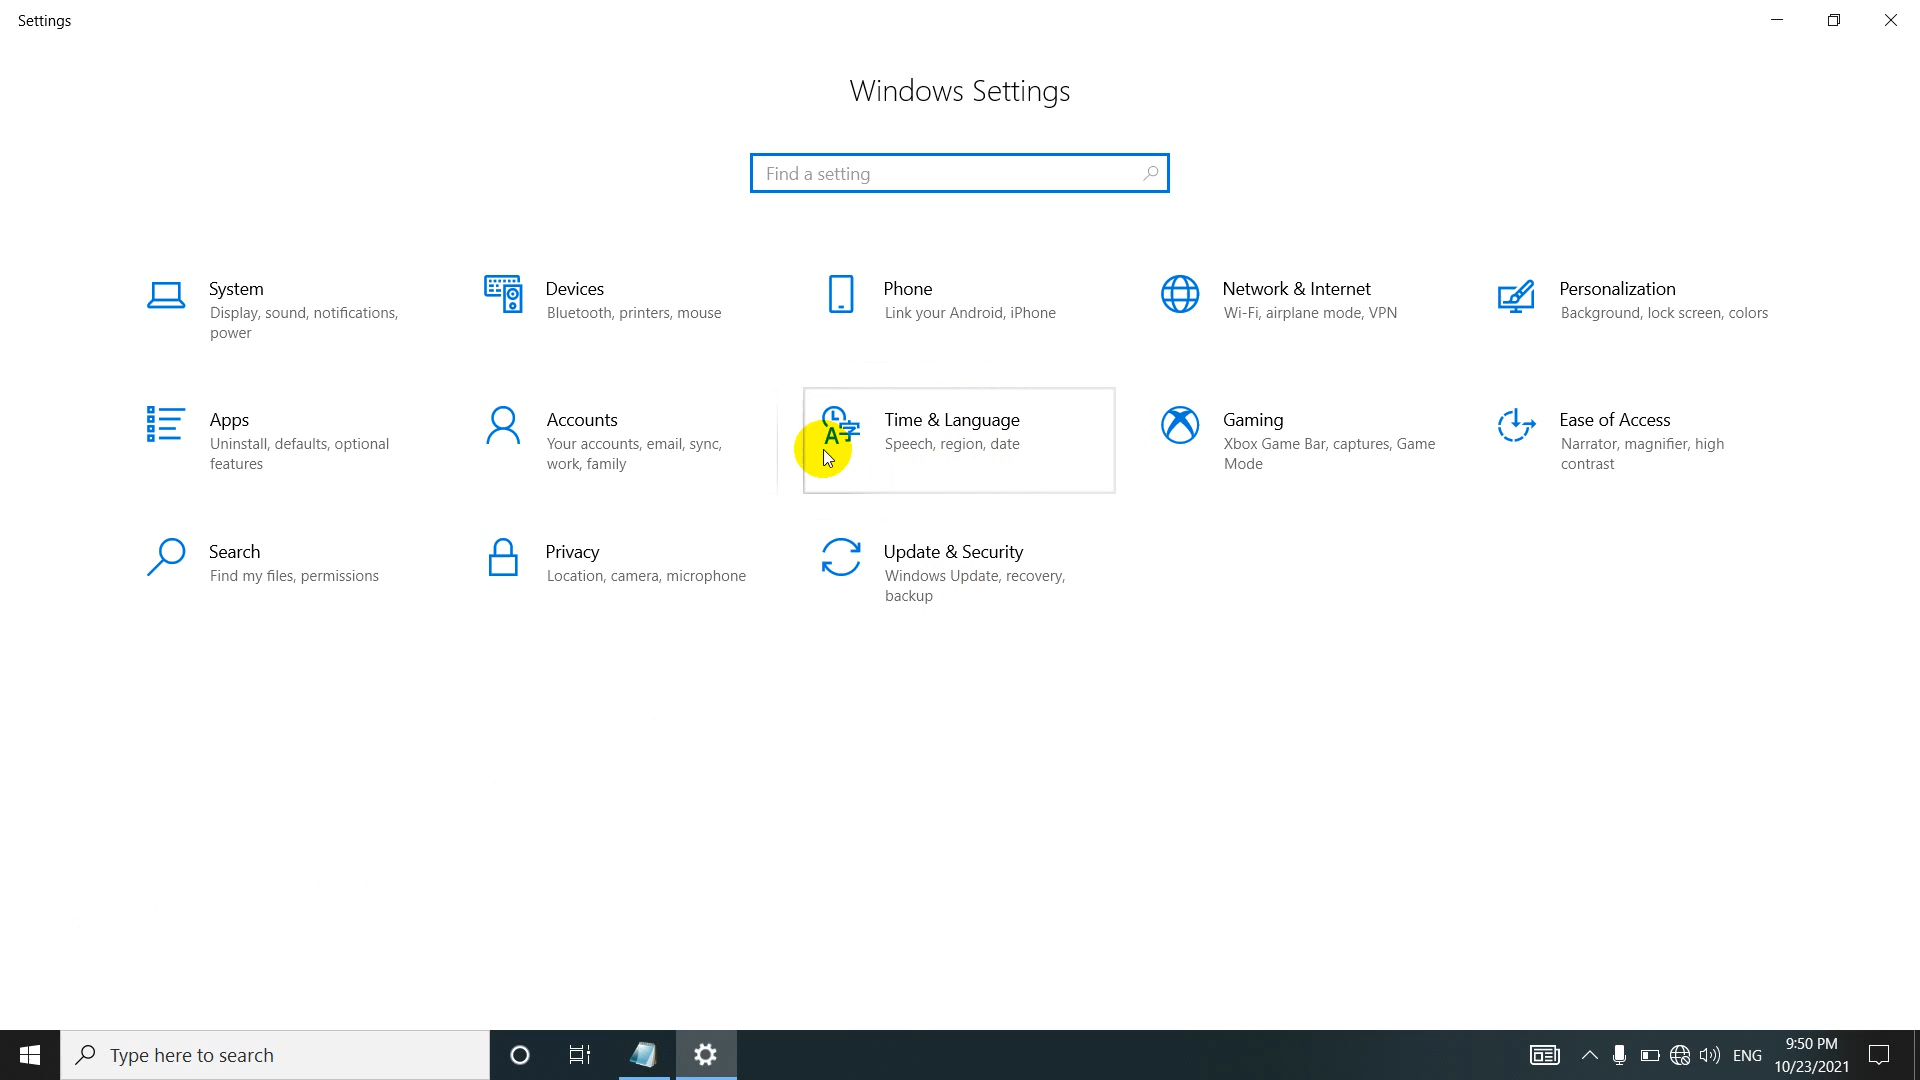 Settings
Windows Settings
Find a setting
System
Display, sound, notifications,
power
Devices
Bluetooth, printers, mouse
Phone
Link your Android, iPhone
Network & Internet
Wi-Fi, airplane mode, VPN
Personalization
Background, lock screen, colors
Apps
Uninstall, defaults, optional
features
Accounts
Your accounts, email, sync,
work, family
Time & Language
Speech, region, date
Gaming
Xbox Game Bar, captures, Game
Mode
Ease of Access
Narrator, magnifier, high
contrast
Search
Find my files, permissions
Privacy
Location, camera, microphone
Update & Security
Windows Update, recovery,
backup
Type here to search
ENG
9:50 PM
10/23/2021